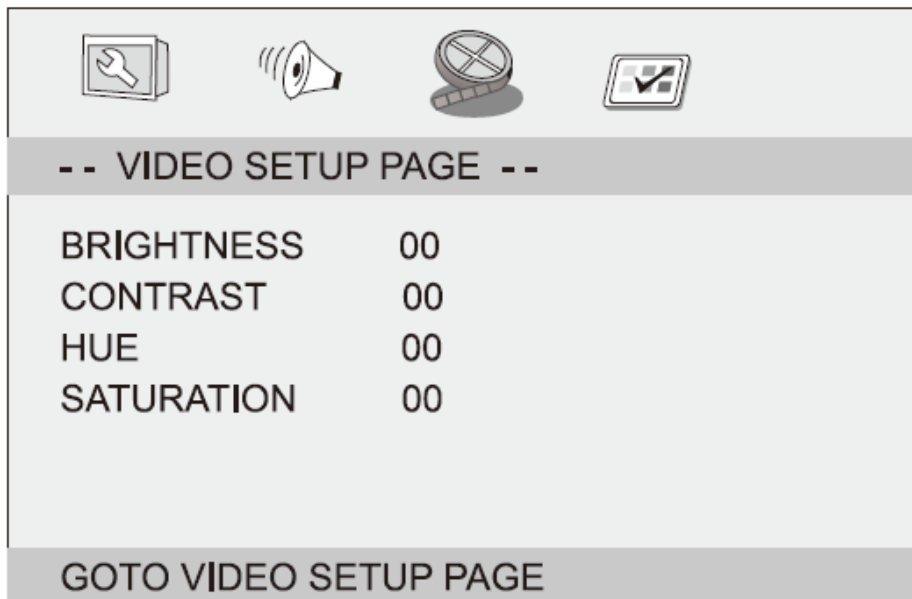 -- VIDEO SETUP PAGE --
BRIGHTNESS 00
CONTRAST 00
HUE 00
SATURATION 00
GOTO VIDEO SETUP PAGE